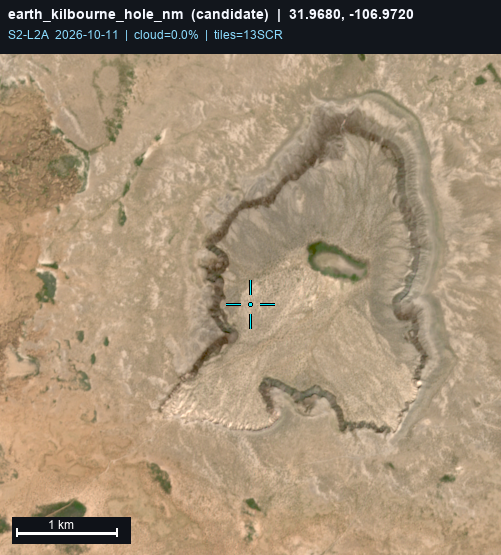 earth_kilbourne_hole_nm (candidate) | 31.9680, -106.9720
S2-L2A 2026-10-11 | cloud=0.0% | tiles=13SCR
1 km